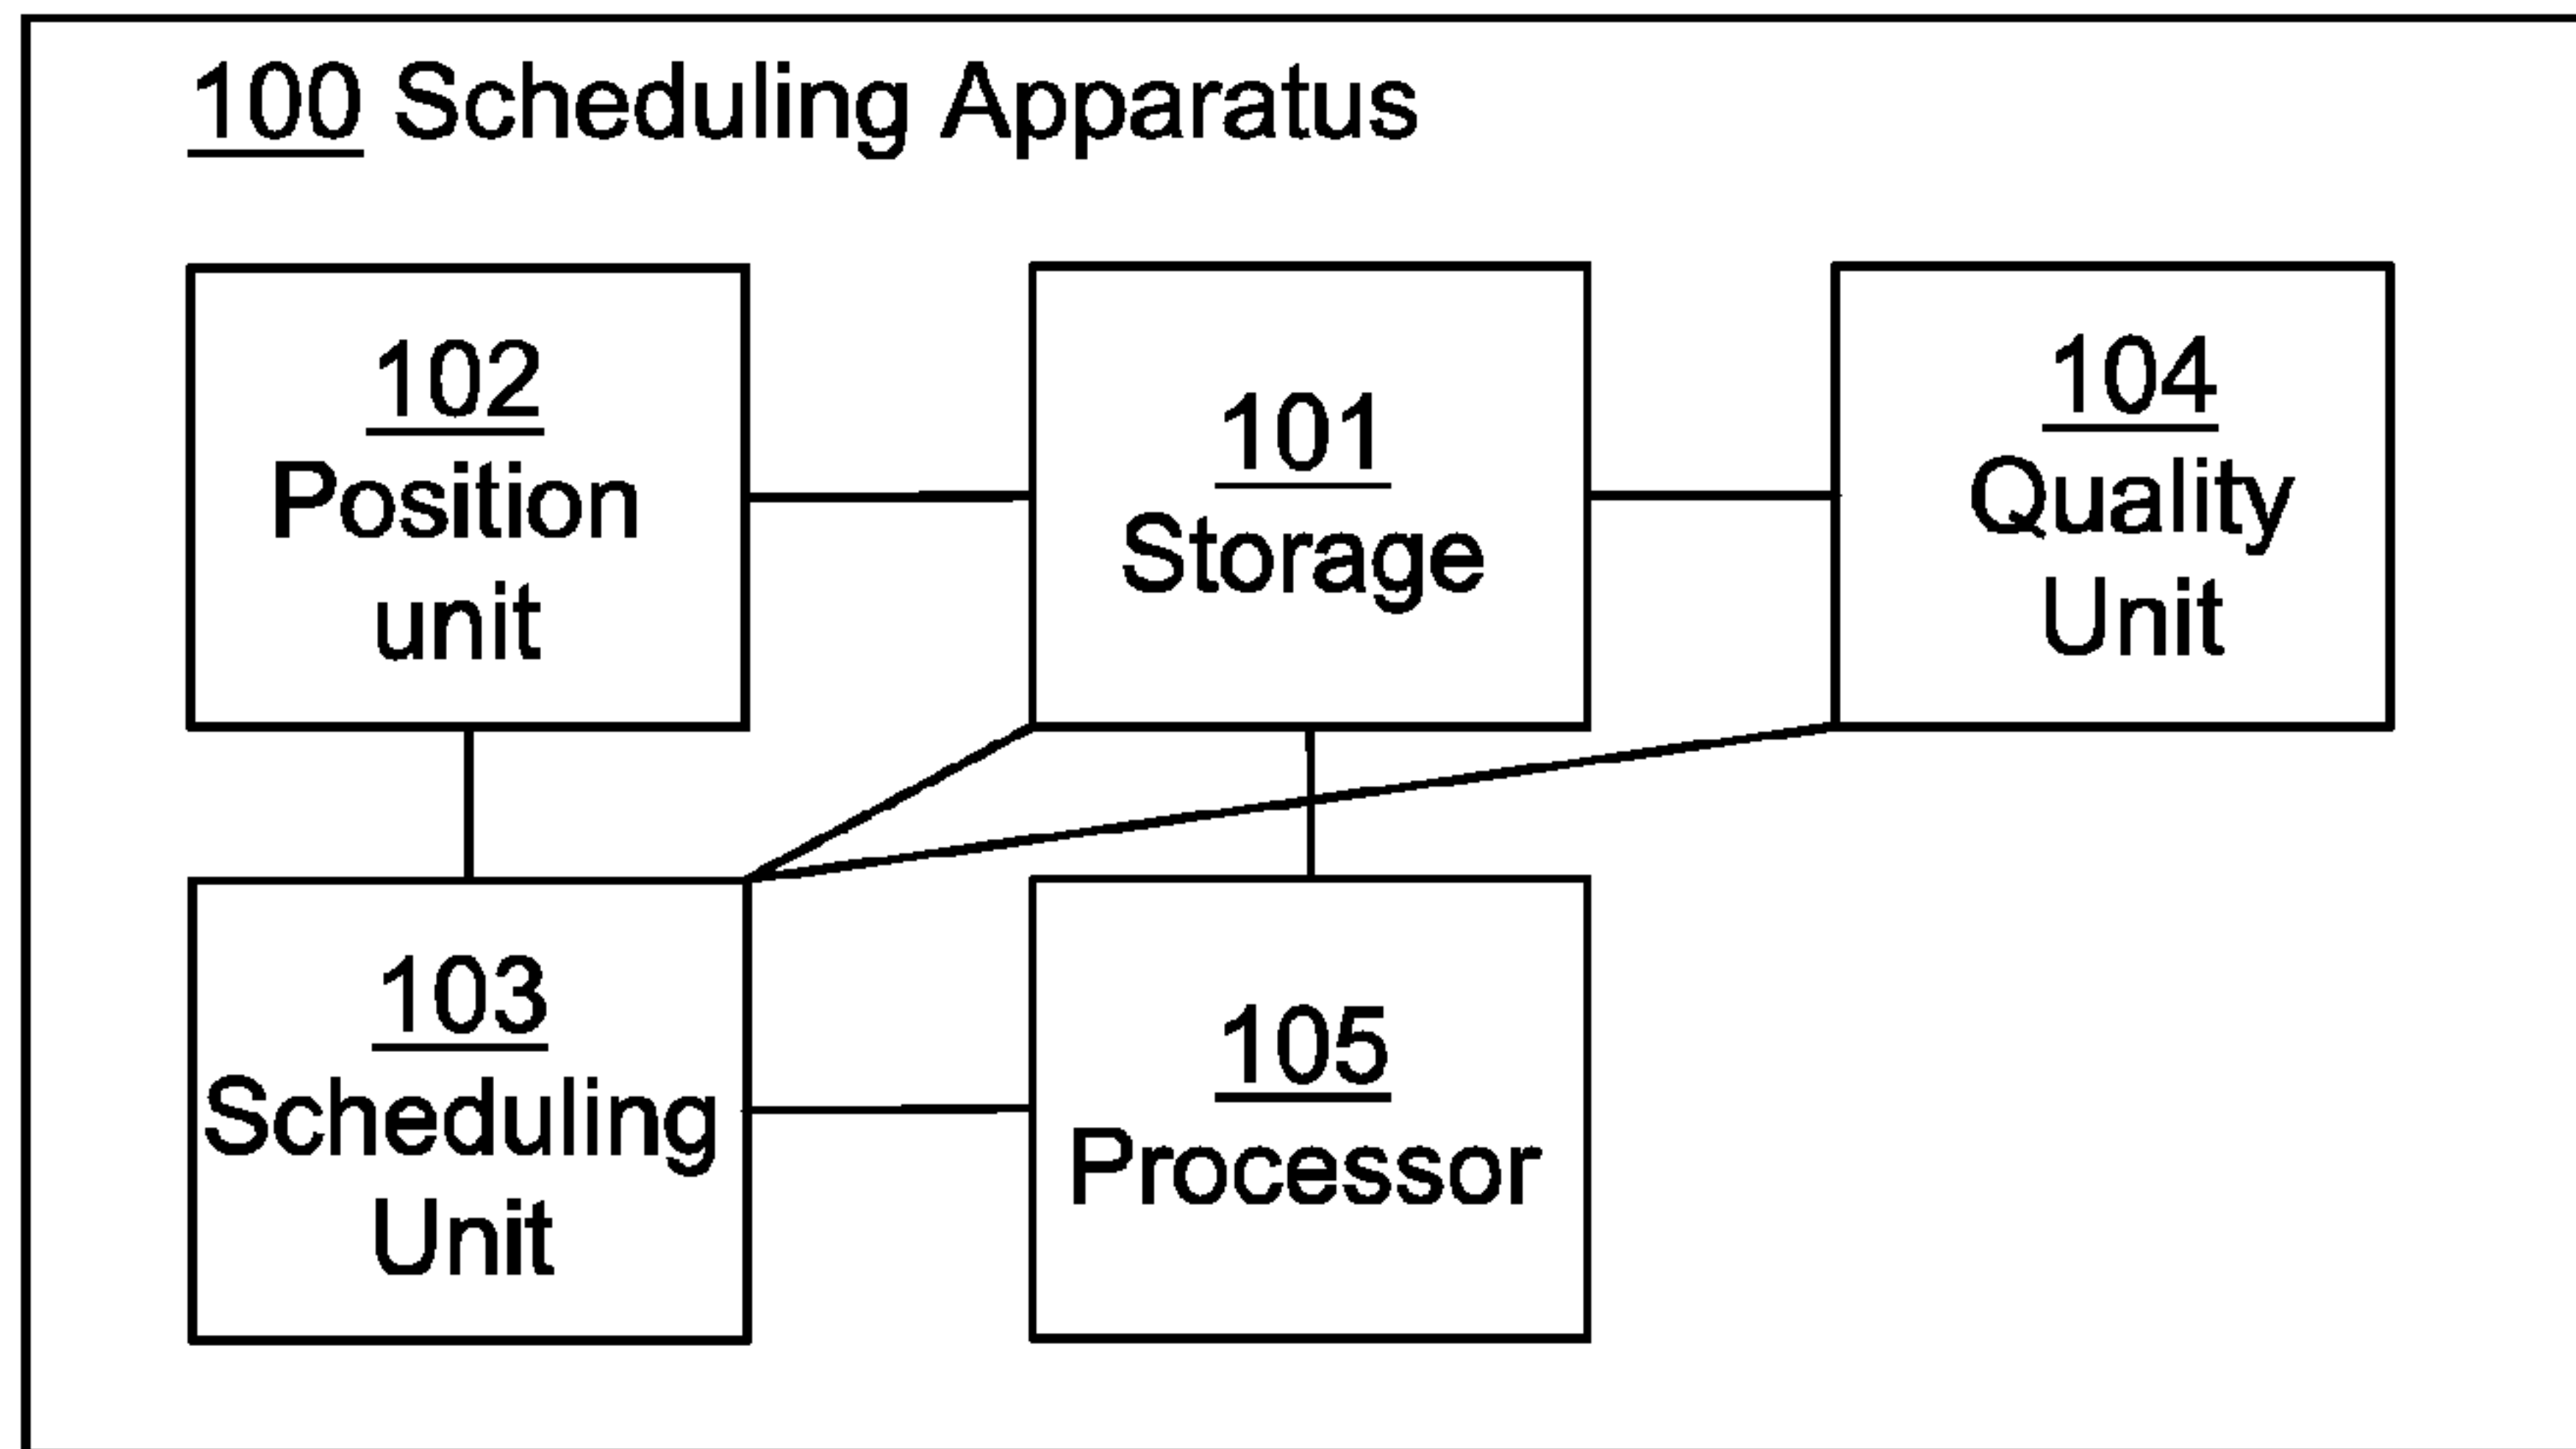 100 Scheduling Apparatus
102
Position
unit
101
Storage
104
Quality
Unit
103
Scheduling
Unit
105
Processor